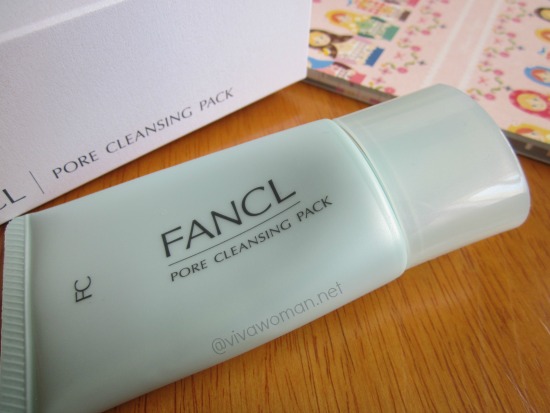 CL | PORE CLEANSING PACK
FANCL
PORE CLEANSING PACK
FC
@vivawoman.net